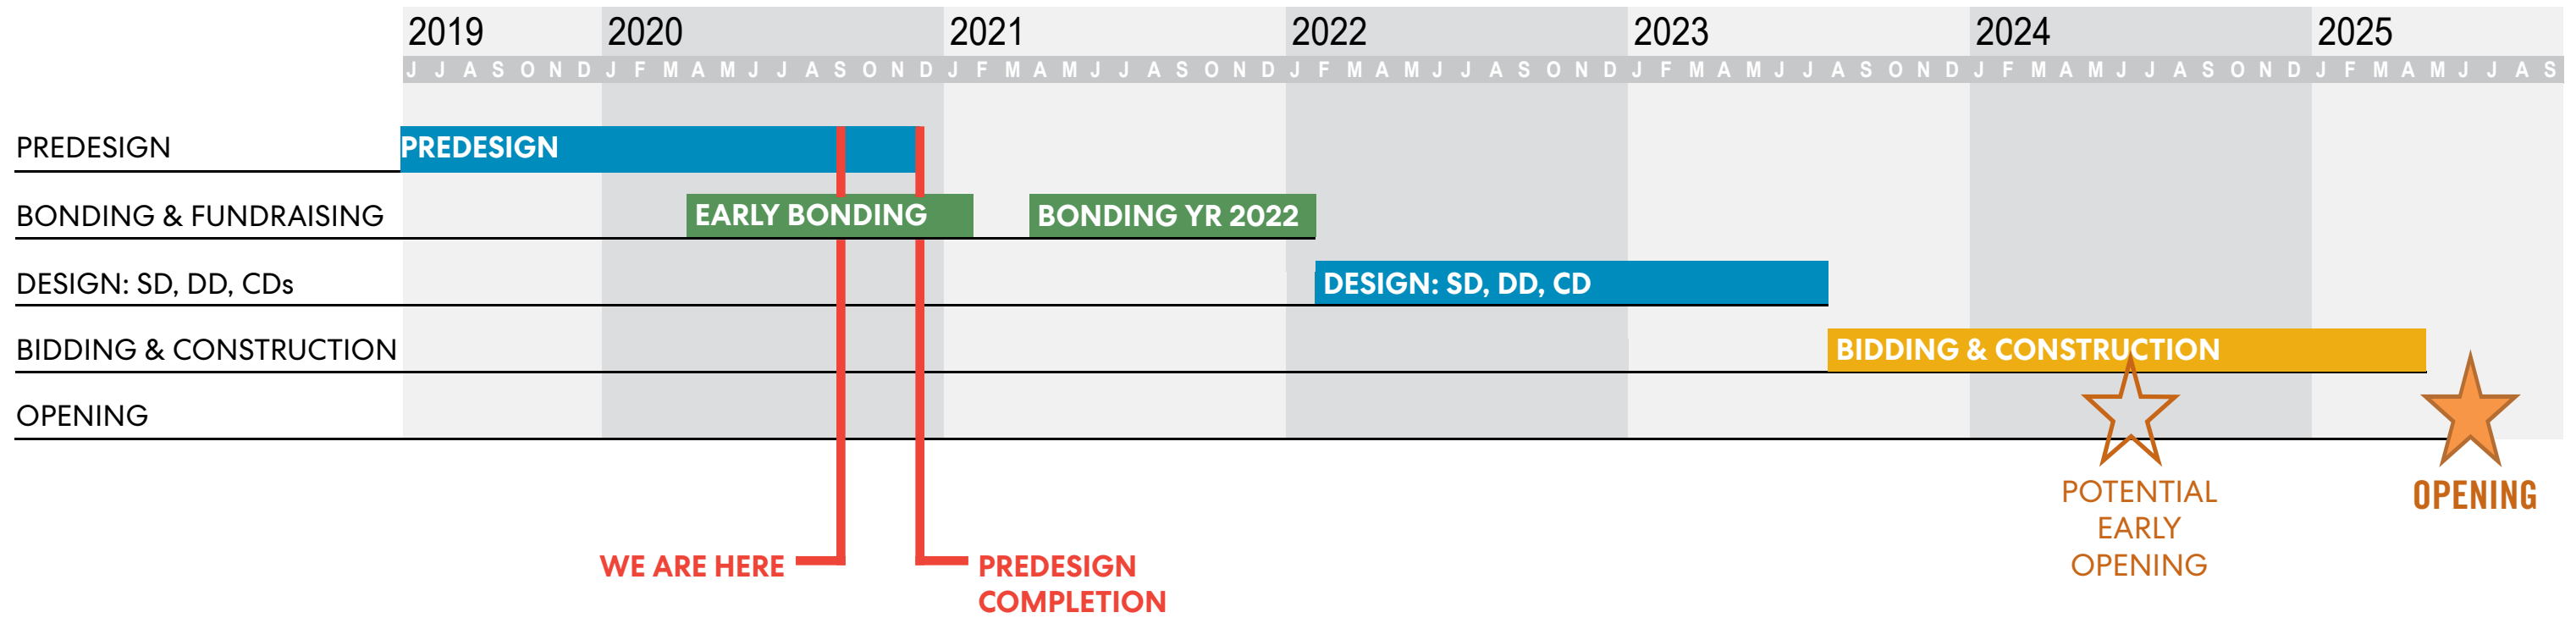 2019 2020 2021 2022 2023 2024 2025
J J A S O N D J F M A M J J A S O N D J F M A M J J A S O N D J F M A M J J A S O N D J F M A M J J A S O N D J F M A M J J A S O N D J F M A M J J A S
PREDESIGN PREDESIGN
BONDING & FUNDRAISING EARLY BONDING BONDING YR 2022
DESIGN: SD, DD, CDs DESIGN: SD, DD, CD
BIDDING & CONSTRUCTION BIDDING & CONSTRUCTION
OPENING
POTENTIAL
EARLY
OPENING
OPENING
WE ARE HERE
PREDESIGN
COMPLETION